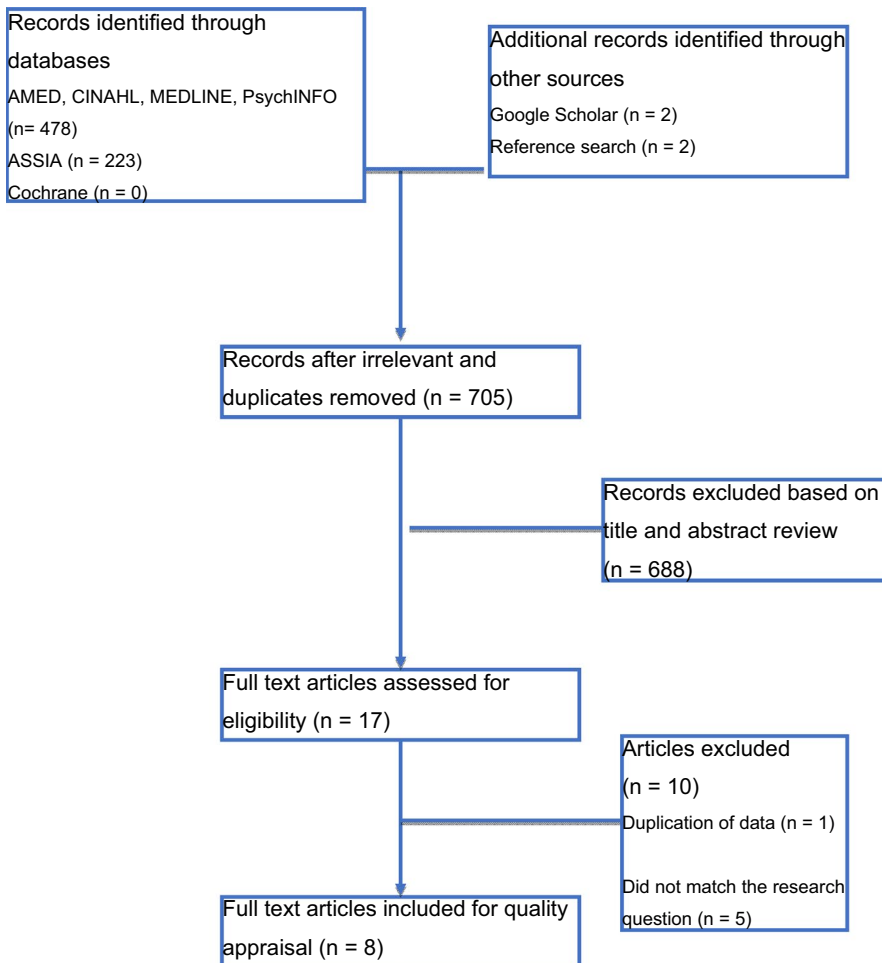 Records identified through
databases
AMED, CINAHL, MEDLINE, PsychINFO
(n= 478)
ASSIA (n = 223)
Cochrane (n = 0)
Additional records identified through
other sources
Google Scholar (n = 2)
Reference search (n = 2)
Records after irrelevant and
duplicates removed (n = 705)
Records excluded based on
title and abstract review
(n = 688)
Full text articles assessed for
eligibility (n = 17)
Articles excluded
(n = 10)
Duplication of data (n = 1)
Did not match the research
question (n = 5)
Full text articles included for quality
appraisal (n = 8)